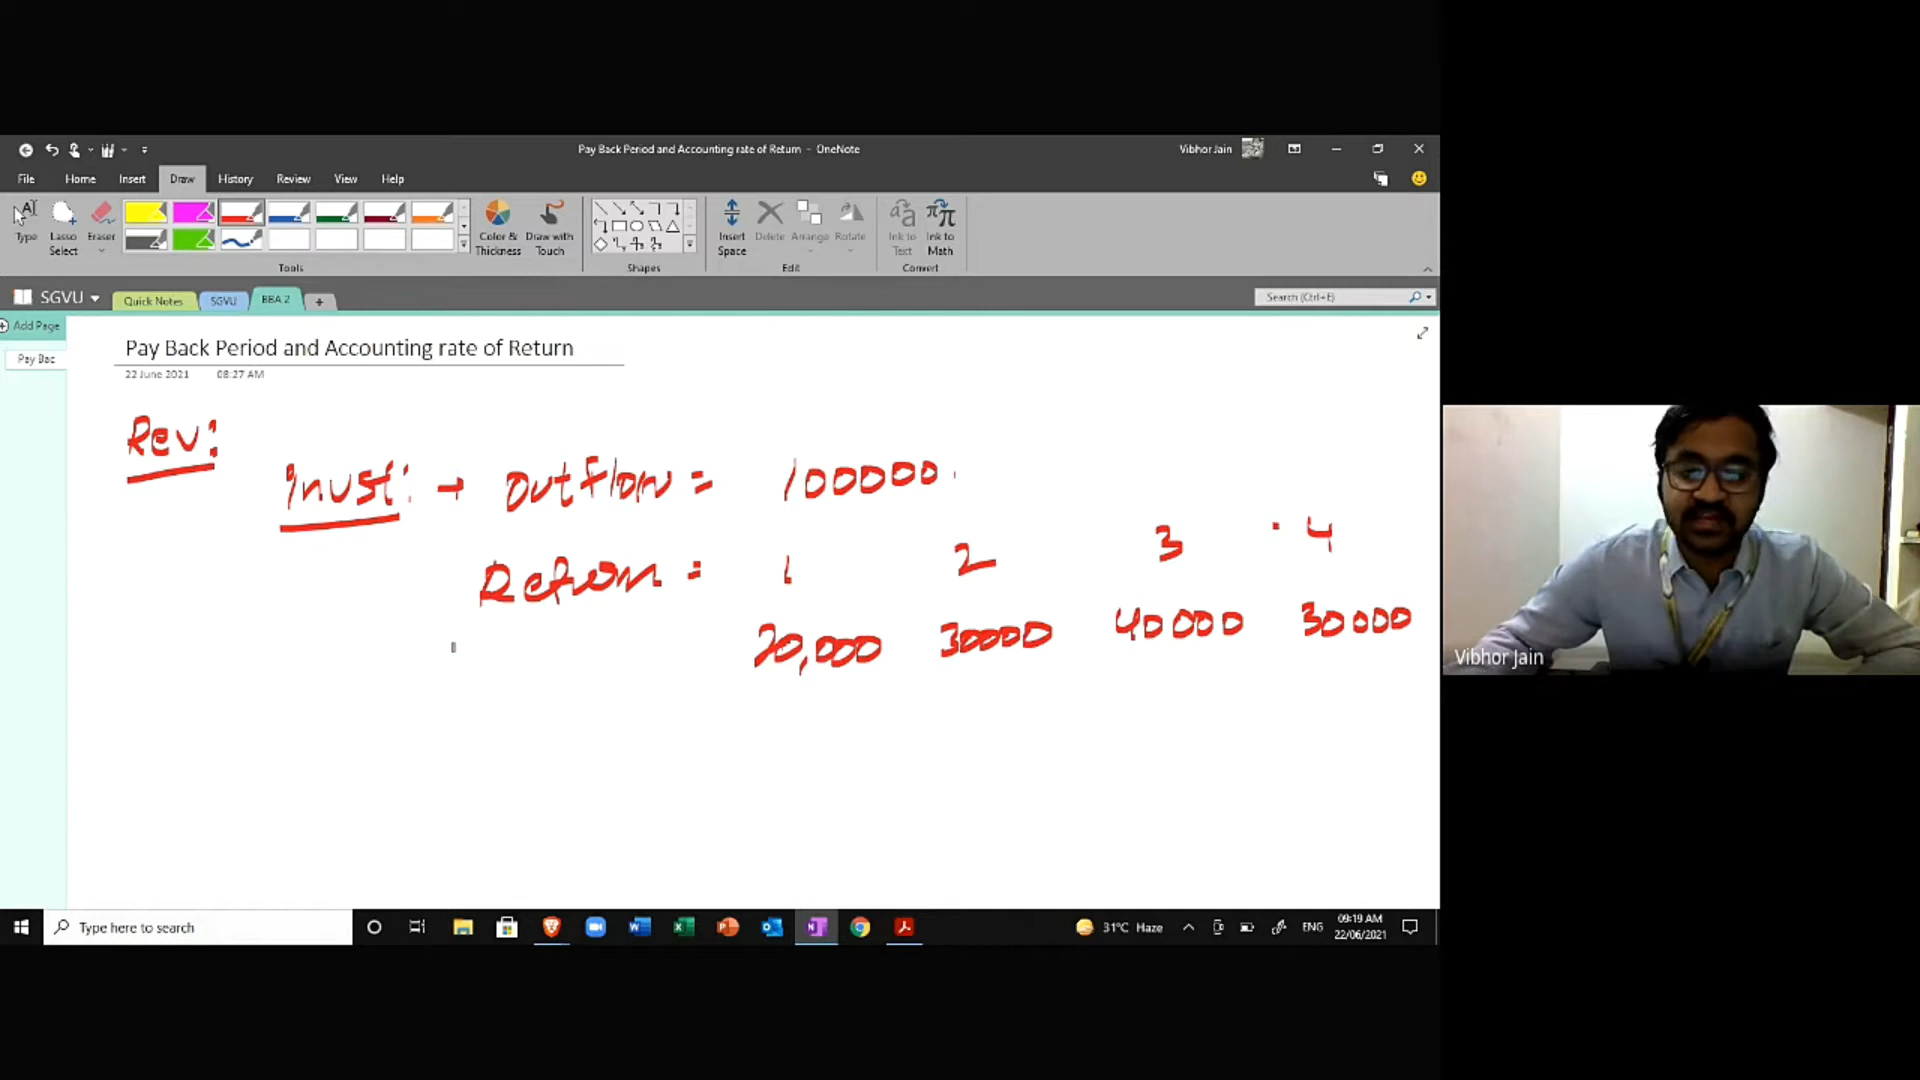 Pay Back Period and Accounting rate of Return - OneNote
Vibhor Jain
File Home Insert Draw History Review View Help
Type
Lasso Select
Eraser
Color & Thickness
Draw with Touch
Insert Space
Delete
Arrange
Rotate
Ink to Text
Ink to Math
Tools
Shapes
Edit
Convert
SGVU
Quick Notes
SGVU
BBA 2
Search (Ctrl+E)
Add Page
Pay Bac
Pay Back Period and Accounting rate of Return
22 June 2021 08:27 AM
Rev:
Invst: → Outflow = 100000.
Return = 1 2 3 4
20,000 30000 40000 30000
Vibhor Jain
Type here to search
31°C Haze
ENG
09:19 AM
22/06/2021